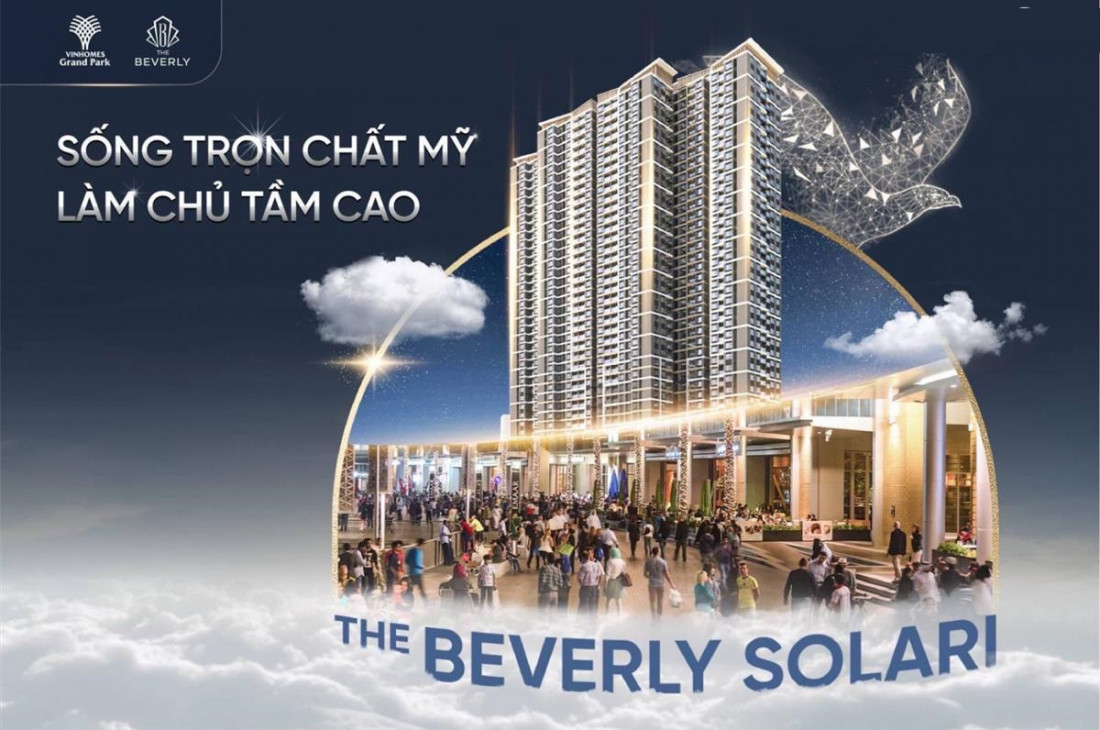 VINHOMES
Grand Park
THE
BEVERLY
SỐNG TRỌN CHẤT MỸ
LÀM CHỦ TẦM CAO
THE BEVERLY SOLARI